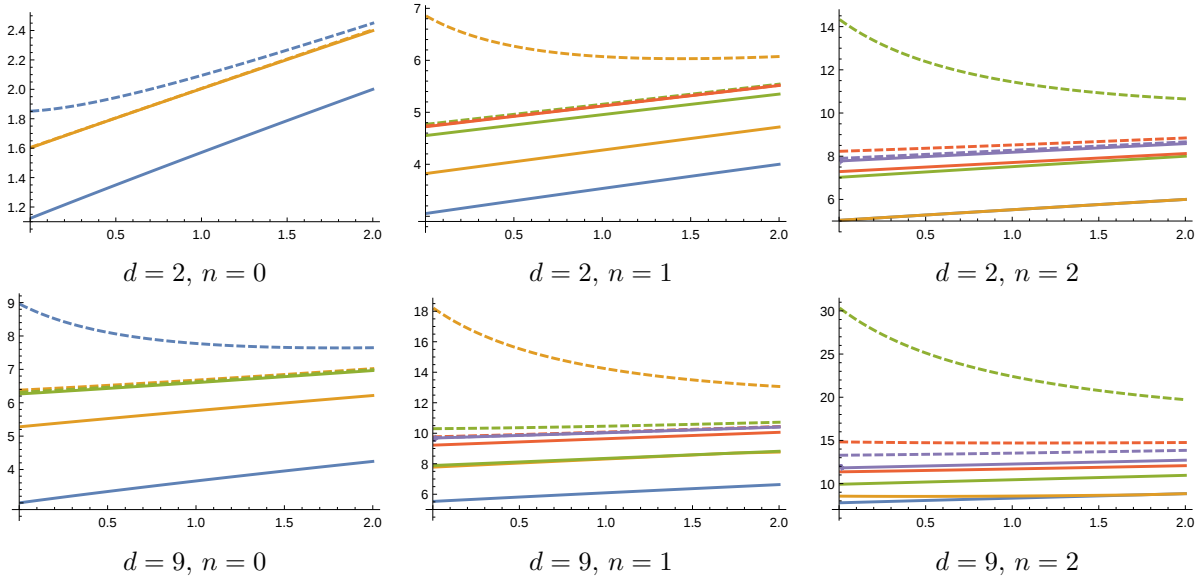 2.4
2.2
2.0
1.8
1.6
1.4
1.2
0.5 1.0 1.5 2.0
d = 2, n = 0
7
6
5
4
0.5 1.0 1.5 2.0
d = 2, n = 1
14
12
10
8
6
0.5 1.0 1.5 2.0
d = 2, n = 2
9
8
7
6
5
4
0.5 1.0 1.5 2.0
d = 9, n = 0
18
16
14
12
10
8
6
0.5 1.0 1.5 2.0
d = 9, n = 1
30
25
20
15
10
0.5 1.0 1.5 2.0
d = 9, n = 2